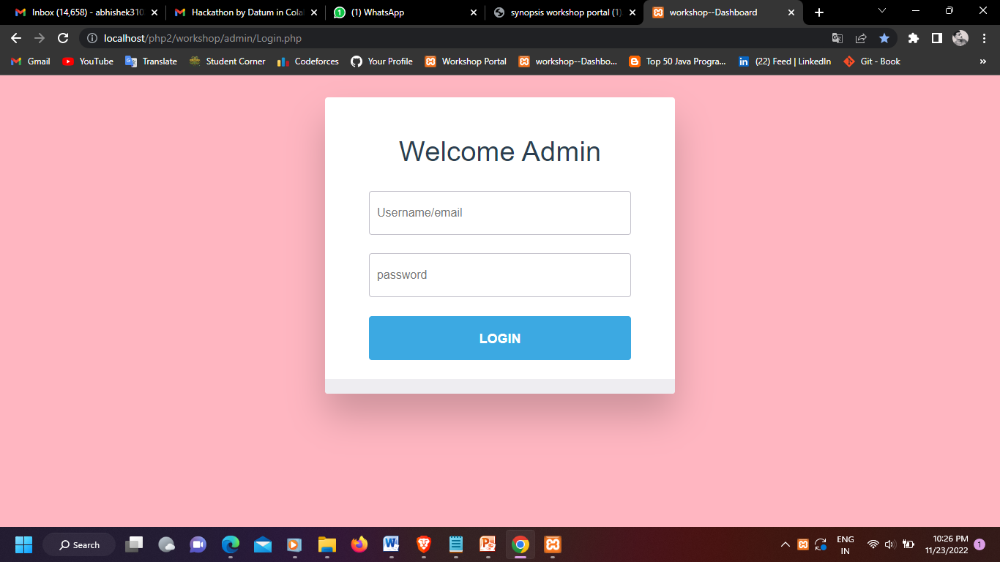 Inbox (14,658) - abhishek310
Hackathon by Datum in Cola
(1) WhatsApp
synopsis workshop portal (1)
workshop--Dashboard
localhost/php2/workshop/admin/Login.php
Gmail
YouTube
Translate
Student Corner
Codeforces
Your Profile
Workshop Portal
workshop--Dashbo...
Top 50 Java Progra...
(22) Feed | LinkedIn
Git - Book
Welcome Admin
Username/email
password
LOGIN
Search
ENG
IN
10:26 PM
11/23/2022
1